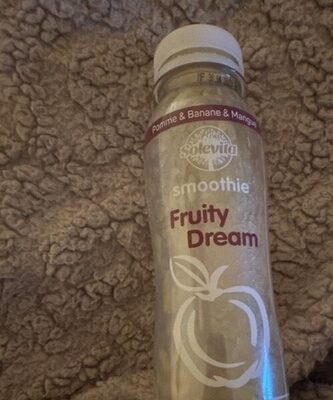 Pomme & Banane & Mangue
Solevita
smoothie
Fruity
Dream